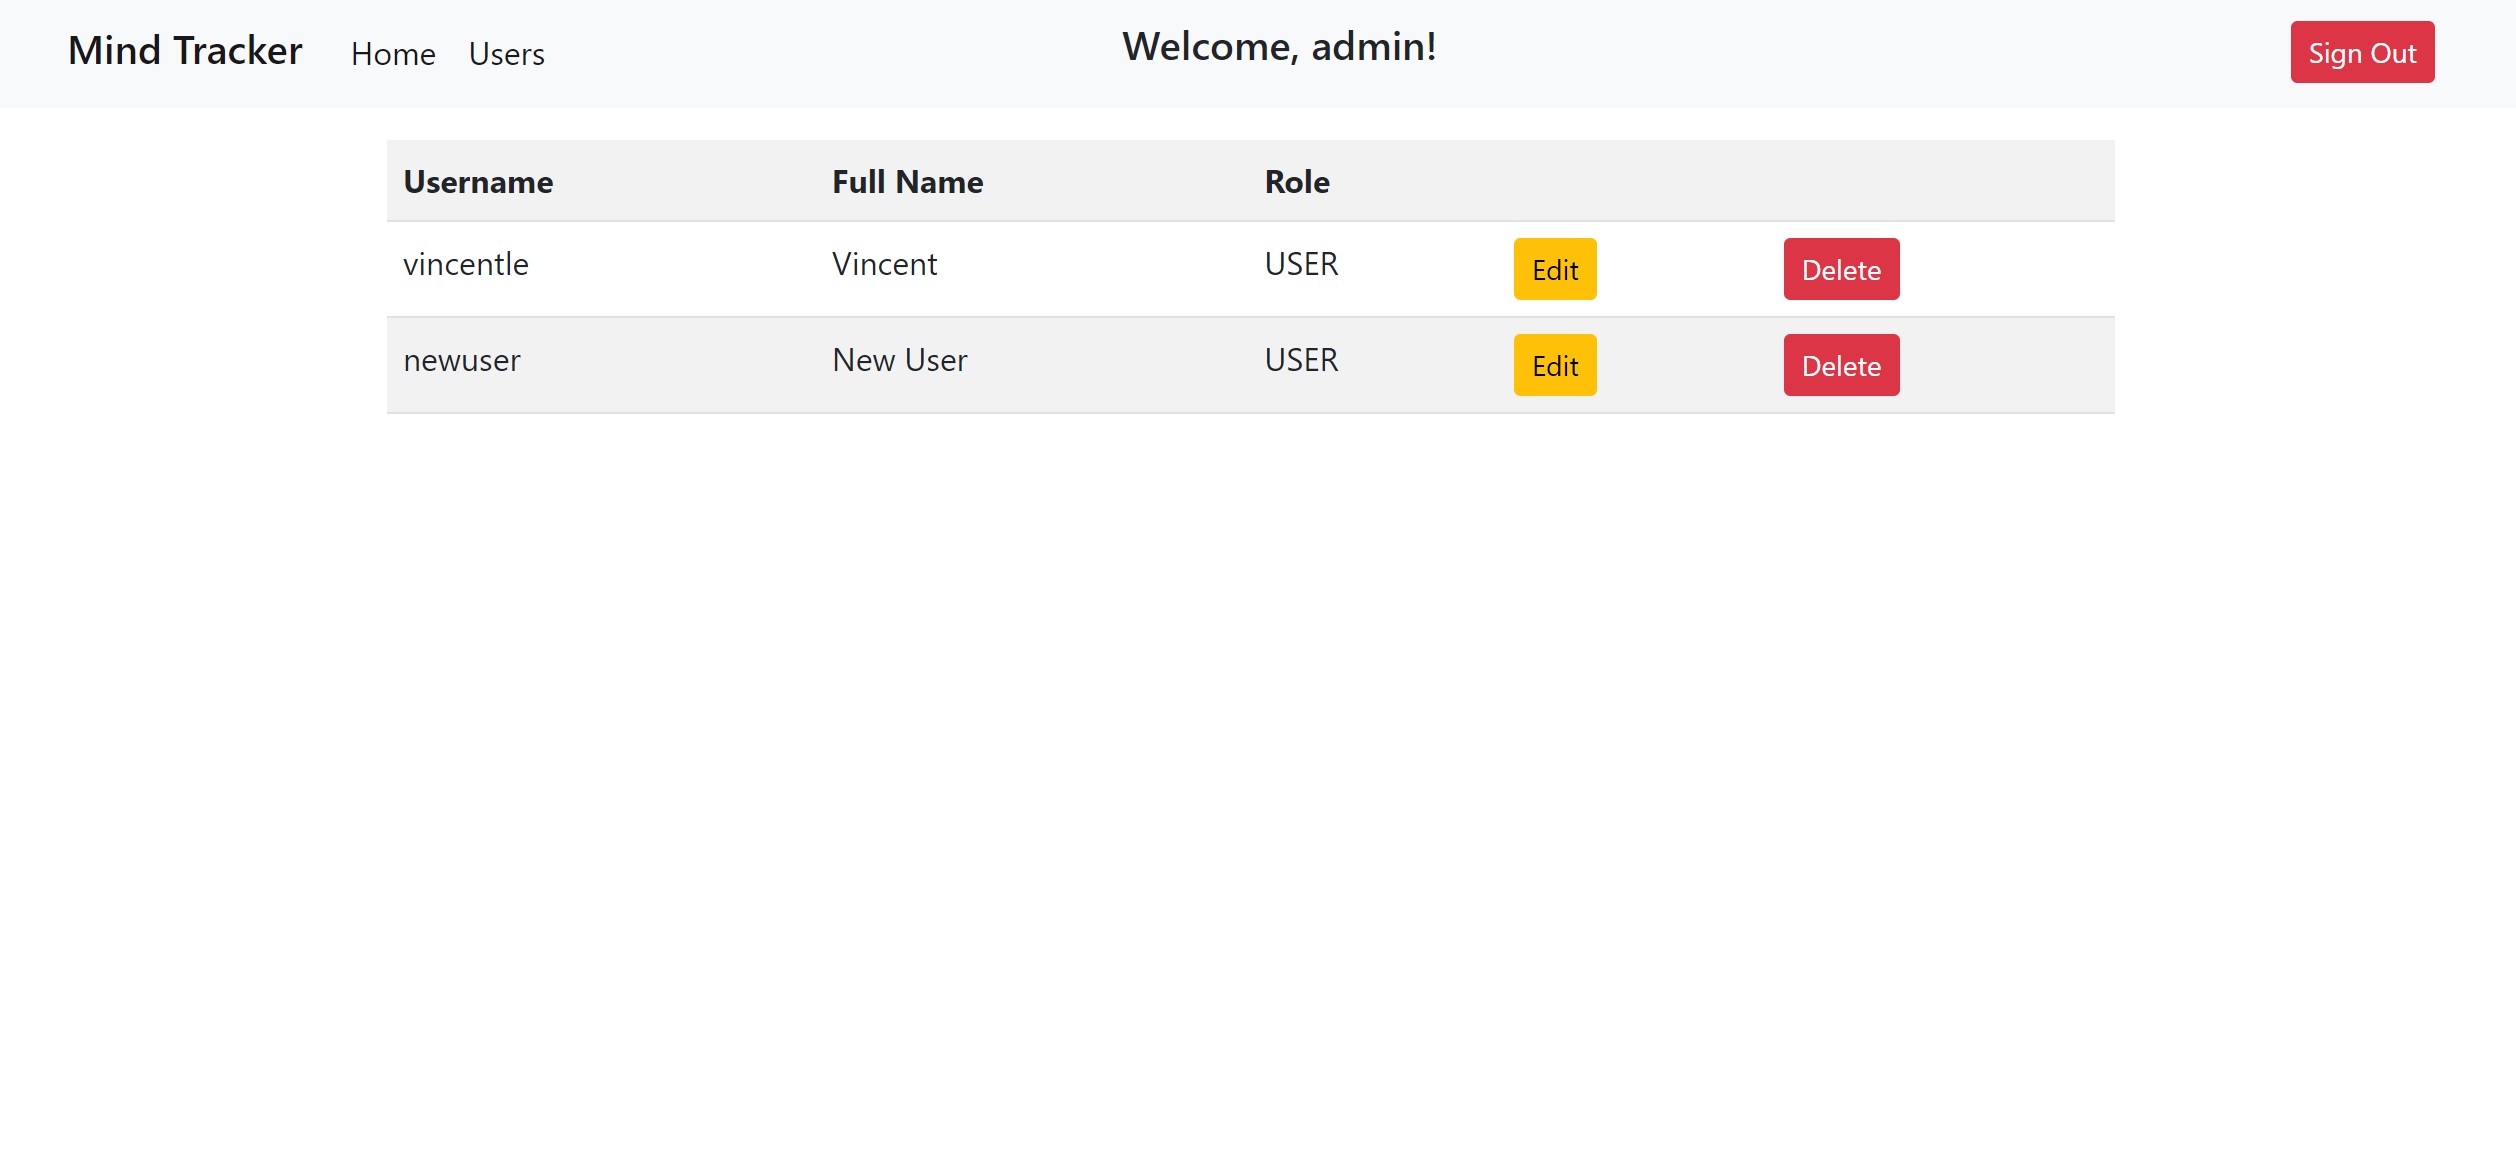 Mind Tracker Home Users Welcome, admin! Sign Out
Username Full Name Role
vincentle Vincent USER Edit Delete
newuser New User USER Edit Delete